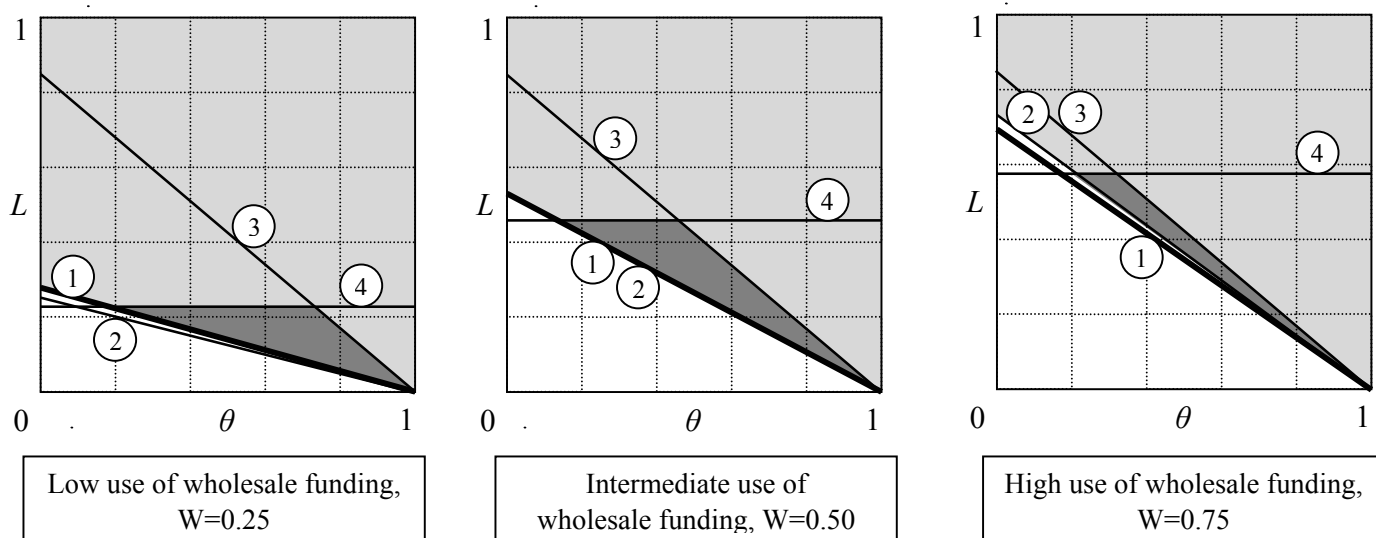 1
L
3
1
2
4
0
θ
1
1
L
3
4
1
2
0
θ
1
1
L
2
3
4
1
0
θ
1
Low use of wholesale funding,
W=0.25
Intermediate use of
wholesale funding, W=0.50
High use of wholesale funding,
W=0.75